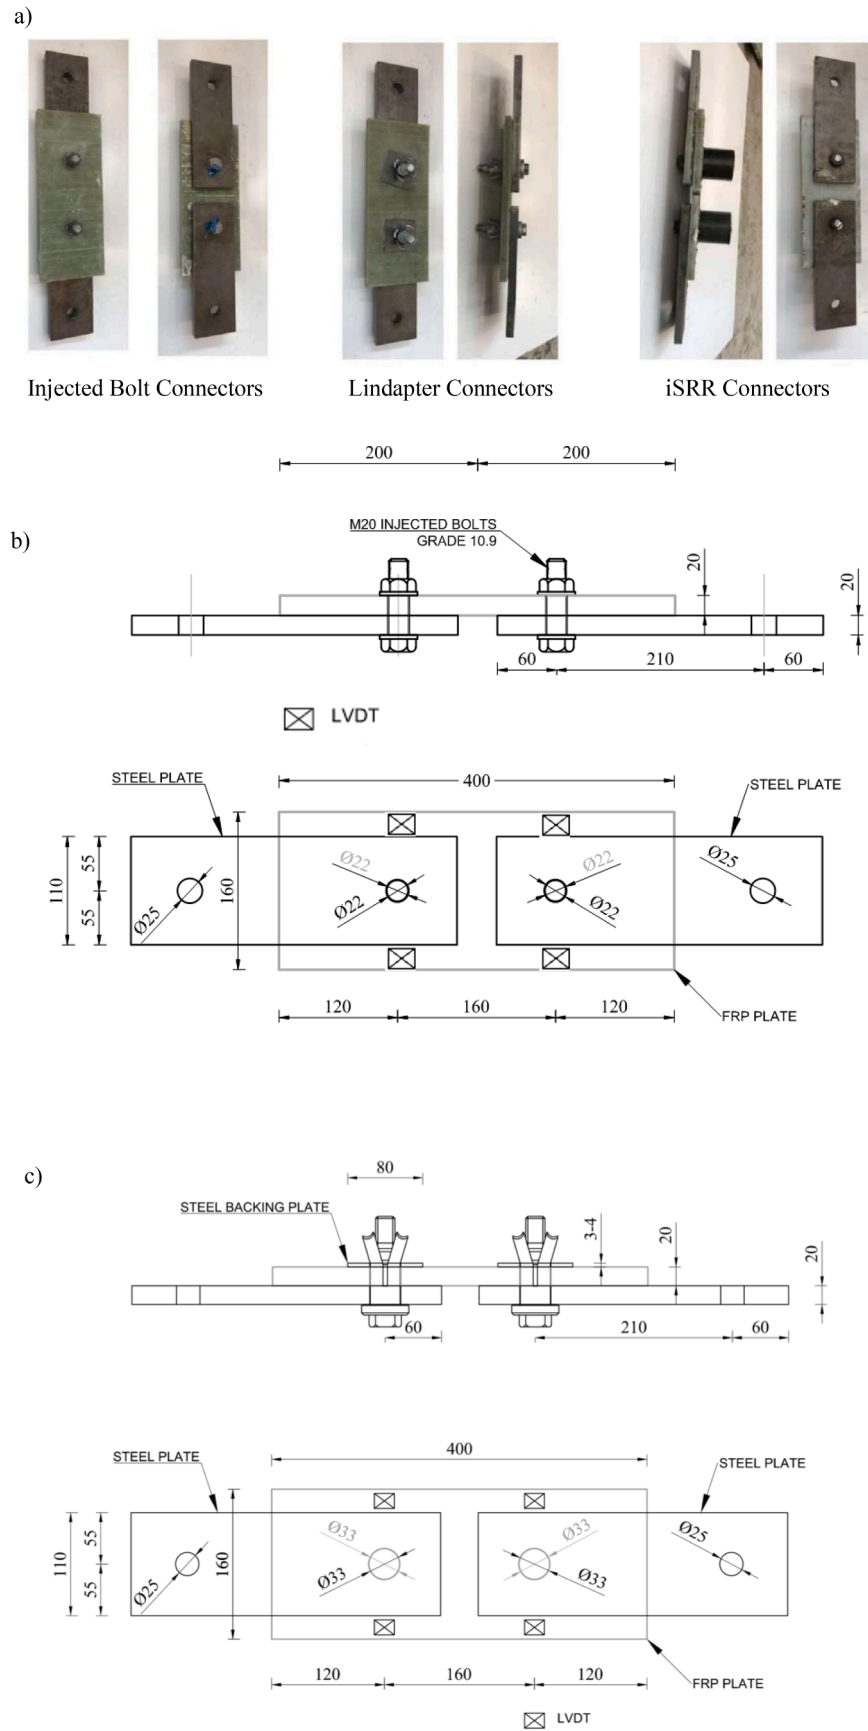 a)
Injected Bolt Connectors
Lindapter Connectors
iSRR Connectors
200
200
b)
M20 INJECTED BOLTS
GRADE 10.9
20
20
60
210
60
LVDT
STEEL PLATE
400
STEEL PLATE
110
55
55
Ø25
160
Ø22
Ø22
Ø22
Ø22
Ø25
120
160
120
FRP PLATE
c)
80
STEEL BACKING PLATE
3-4
20
20
60
210
60
STEEL PLATE
400
STEEL PLATE
110
55
55
Ø25
160
Ø33
Ø33
Ø33
Ø33
Ø25
120
160
120
FRP PLATE
LVDT